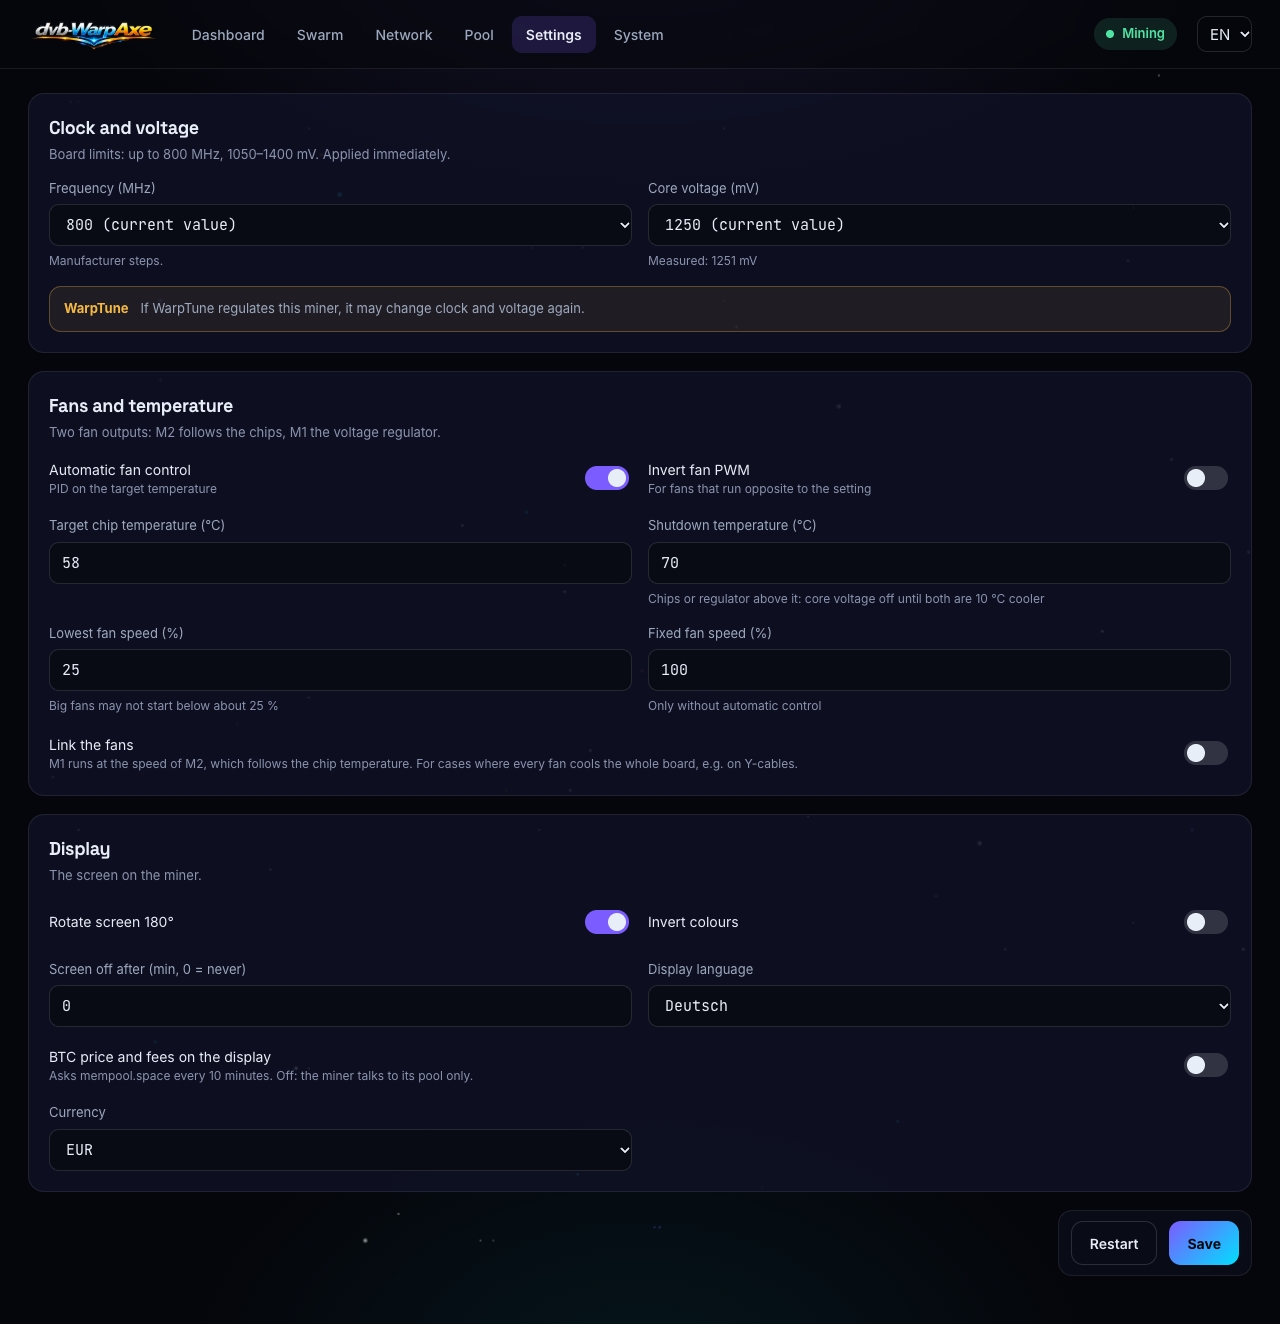 dvb-WarpAxe
Dashboard
Swarm
Network
Pool
Settings
System
Mining
EN
Clock and voltage
Board limits: up to 800 MHz, 1050–1400 mV. Applied immediately.
Frequency (MHz)
800 (current value)
Manufacturer steps.
Core voltage (mV)
1250 (current value)
Measured: 1251 mV
WarpTune If WarpTune regulates this miner, it may change clock and voltage again.
Fans and temperature
Two fan outputs: M2 follows the chips, M1 the voltage regulator.
Automatic fan control
PID on the target temperature
Invert fan PWM
For fans that run opposite to the setting
Target chip temperature (°C)
58
Shutdown temperature (°C)
70
Chips or regulator above it: core voltage off until both are 10 °C cooler
Lowest fan speed (%)
25
Big fans may not start below about 25 %
Fixed fan speed (%)
100
Only without automatic control
Link the fans
M1 runs at the speed of M2, which follows the chip temperature. For cases where every fan cools the whole board, e.g. on Y-cables.
Display
The screen on the miner.
Rotate screen 180°
Invert colours
Screen off after (min, 0 = never)
0
Display language
Deutsch
BTC price and fees on the display
Asks mempool.space every 10 minutes. Off: the miner talks to its pool only.
Currency
EUR
Restart
Save